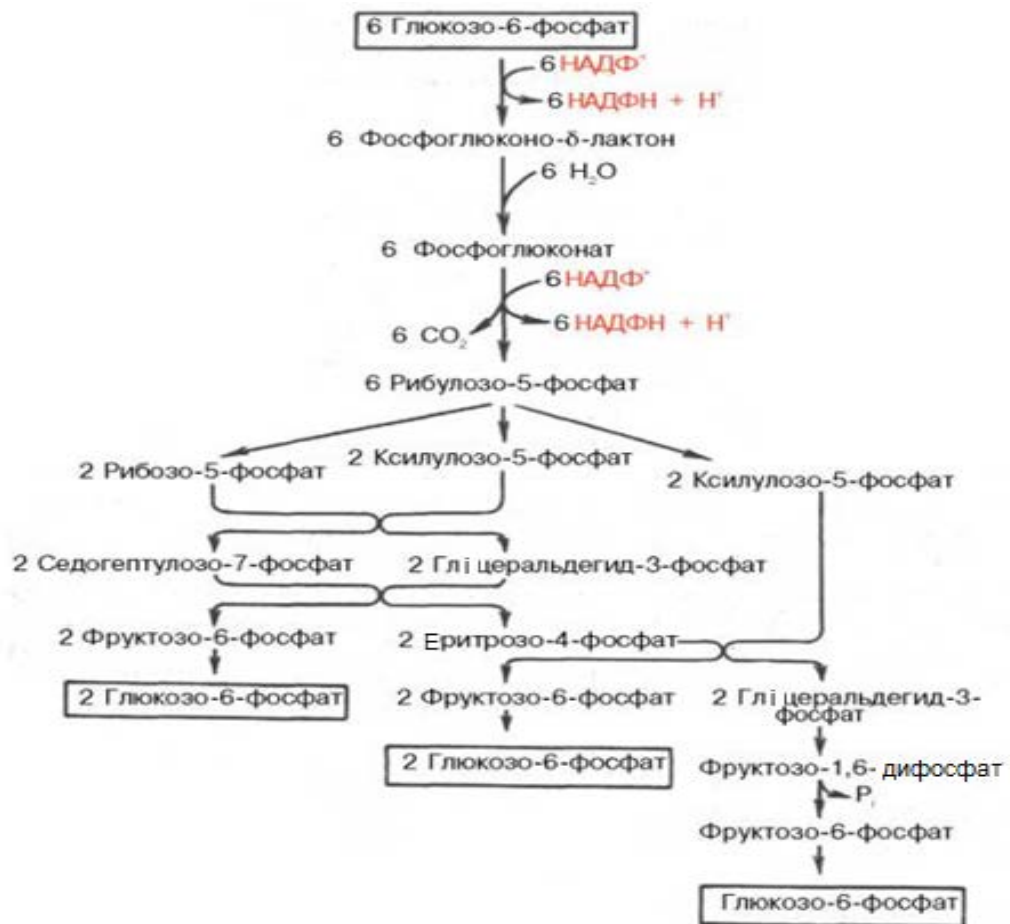 6 Глюкозо-6-фосфат
6 НАДФ⁺
6 НАДФН + Н⁺
6 Фосфоглюконо-δ-лактон
6 H₂O
6 Фосфоглюконат
6 НАДФ⁺
6 НАДФН + Н⁺
6 CO₂
6 Рибулозо-5-фосфат
2 Рибозо-5-фосфат
2 Ксилулозо-5-фосфат
2 Ксилулозо-5-фосфат
2 Седогептулозо-7-фосфат
2 Гліцеральдегид-3-фосфат
2 Фруктозо-6-фосфат
2 Еритрозо-4-фосфат
2 Глюкозо-6-фосфат
2 Фруктозо-6-фосфат
2 Гліцеральдегид-3-
фосфат
2 Глюкозо-6-фосфат
Фруктозо-1,6-дифосфат
Pᵢ
Фруктозо-6-фосфат
Глюкозо-6-фосфат